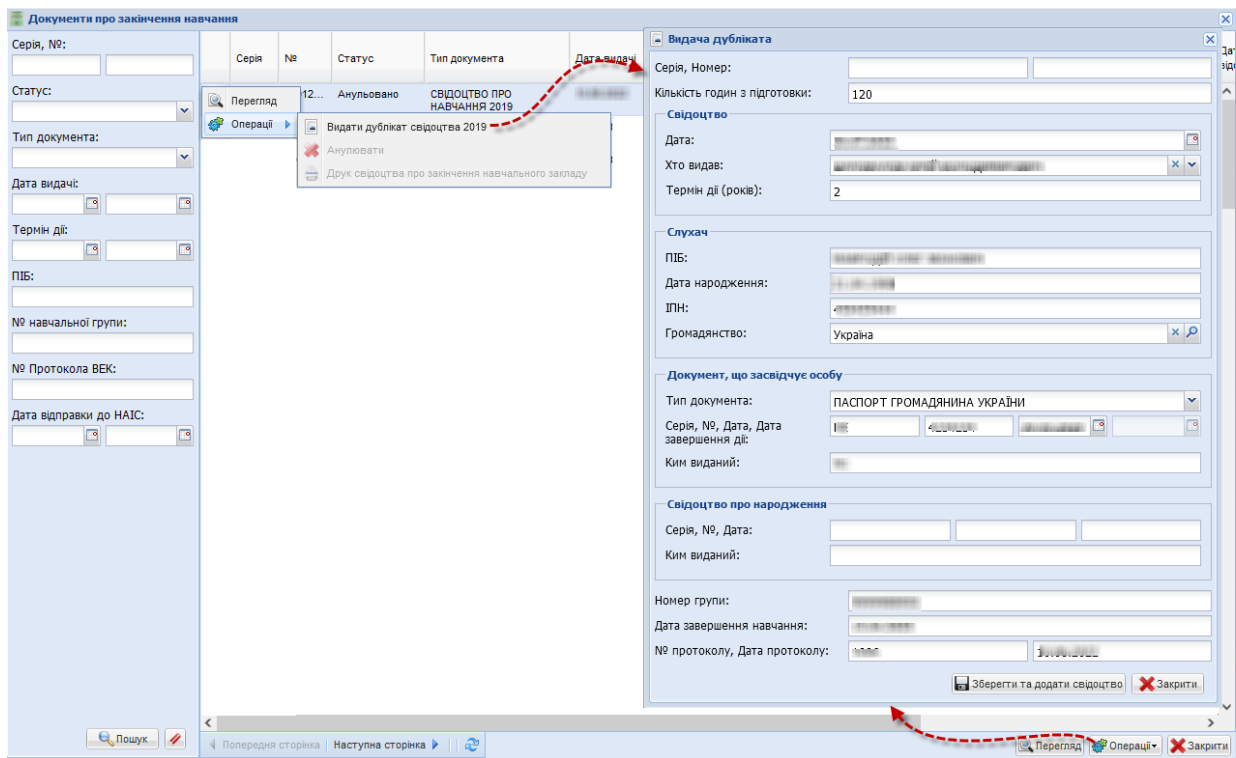 Документи про закінчення навчання
Серія, №:
Статус:
Тип документа:
Дата видачі:
Термін дії:
ПІБ:
№ навчальної групи:
№ Протокола ВЕК:
Дата відправки до НАІС:
Пошук
Серія № Статус Тип документа Дата видачі
12... Анульовано СВІДОЦТВО ПРО
НАВЧАННЯ 2019
Перегляд
Операції
Видати дублікат свідоцтва 2019
Анулювати
Друк свідоцтва про закінчення навчального закладу
Видача дубліката
Серія, Номер:
Кількість годин з підготовки: 120
Свідоцтво
Дата:
Хто видав:
Термін дії (років): 2
Слухач
ПІБ:
Дата народження:
ІПН:
Громадянство: Україна
Документ, що засвідчує особу
Тип документа: ПАСПОРТ ГРОМАДЯНИНА УКРАЇНИ
Серія, №, Дата, Дата
завершення дії:
Ким виданий:
Свідоцтво про народження
Серія, №, Дата:
Ким виданий:
Номер групи:
Дата завершення навчання:
№ протоколу, Дата протоколу:
Зберегти та додати свідоцтво Закрити
Попередня сторінка Наступна сторінка
Перегляд Операції Закрити